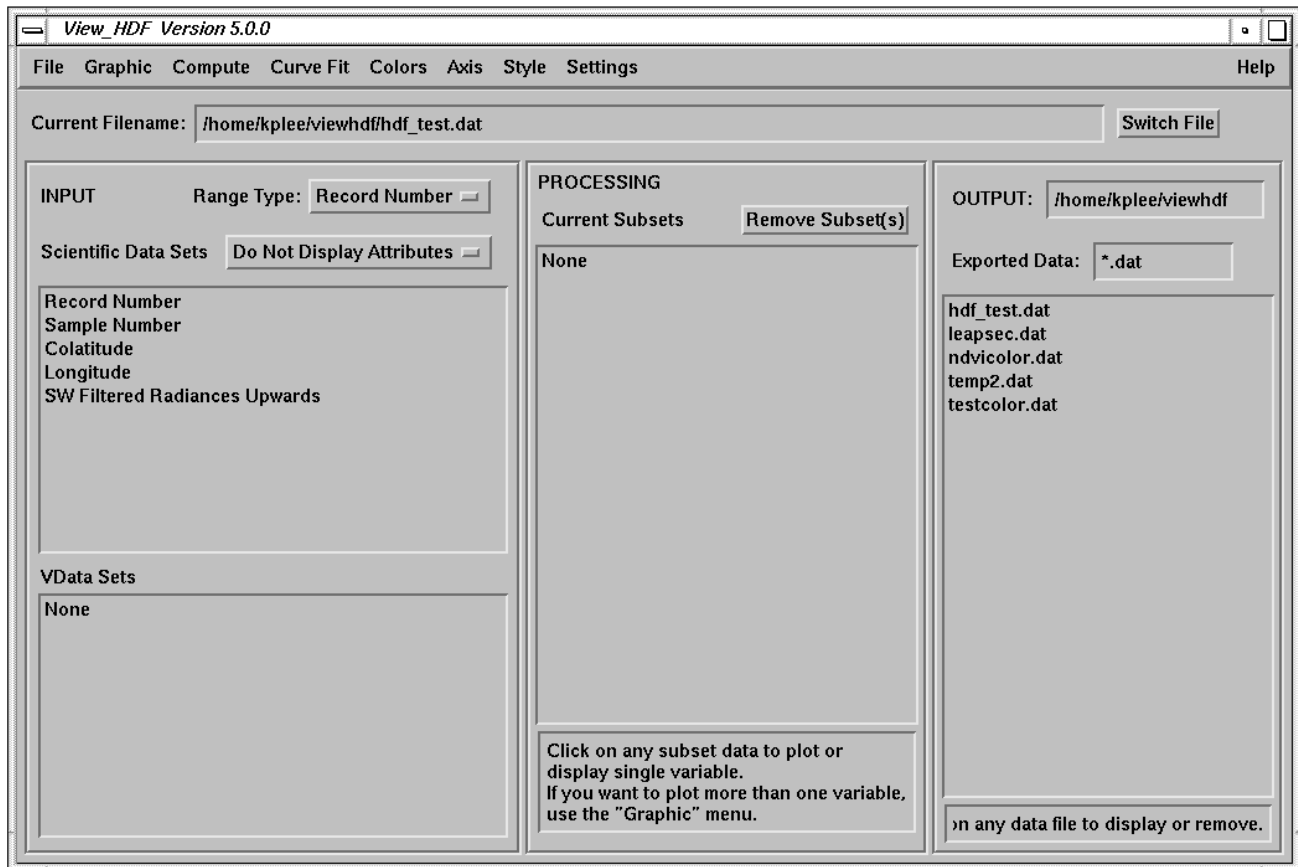 View_HDF Version 5.0.0
File Graphic Compute Curve Fit Colors Axis Style Settings Help
Current Filename: /home/kplee/viewhdf/hdf_test.dat Switch File
INPUT Range Type: Record Number
Scientific Data Sets Do Not Display Attributes
Record Number
Sample Number
Colatitude
Longitude
SW Filtered Radiances Upwards
VData Sets
None
PROCESSING
Current Subsets Remove Subset(s)
None
Click on any subset data to plot or
display single variable.
If you want to plot more than one variable,
use the "Graphic" menu.
OUTPUT: /home/kplee/viewhdf
Exported Data: *.dat
hdf_test.dat
leapsec.dat
ndvicolor.dat
temp2.dat
testcolor.dat
on any data file to display or remove.